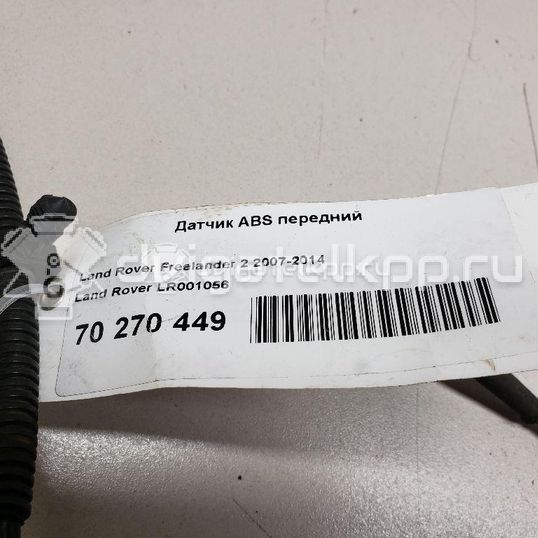 Датчик ABS передний
Land Rover Freelander 2 2007-2014
Land Rover LR001056
70 270 449